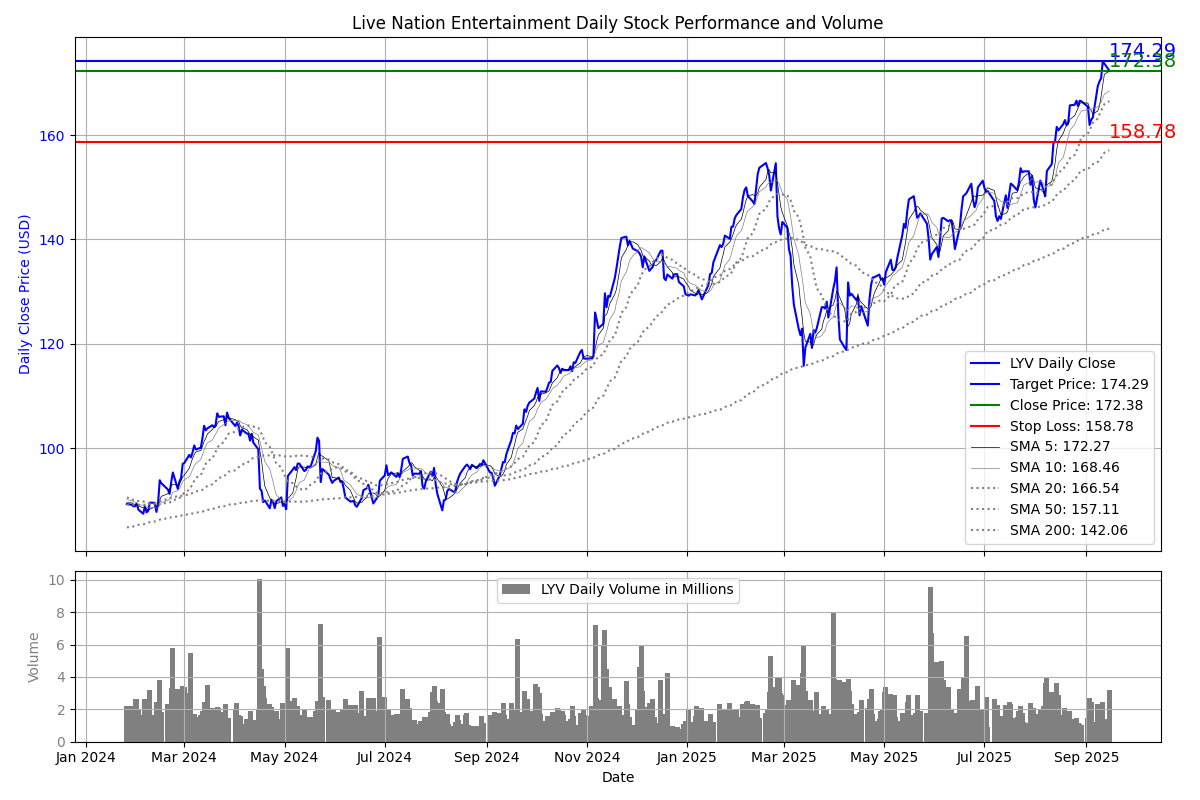 Live Nation Entertainment Daily Stock Performance and Volume
174.29
172.38
160
158.78
140
120
100
Daily Close Price (USD)
LYV Daily Close
Target Price: 174.29
Close Price: 172.38
Stop Loss: 158.78
SMA 5: 172.27
SMA 10: 168.46
SMA 20: 166.54
SMA 50: 157.11
SMA 200: 142.06
10
8
6
4
2
0
Volume
LYV Daily Volume in Millions
Jan 2024 Mar 2024 May 2024 Jul 2024 Sep 2024 Nov 2024 Jan 2025 Mar 2025 May 2025 Jul 2025 Sep 2025
Date